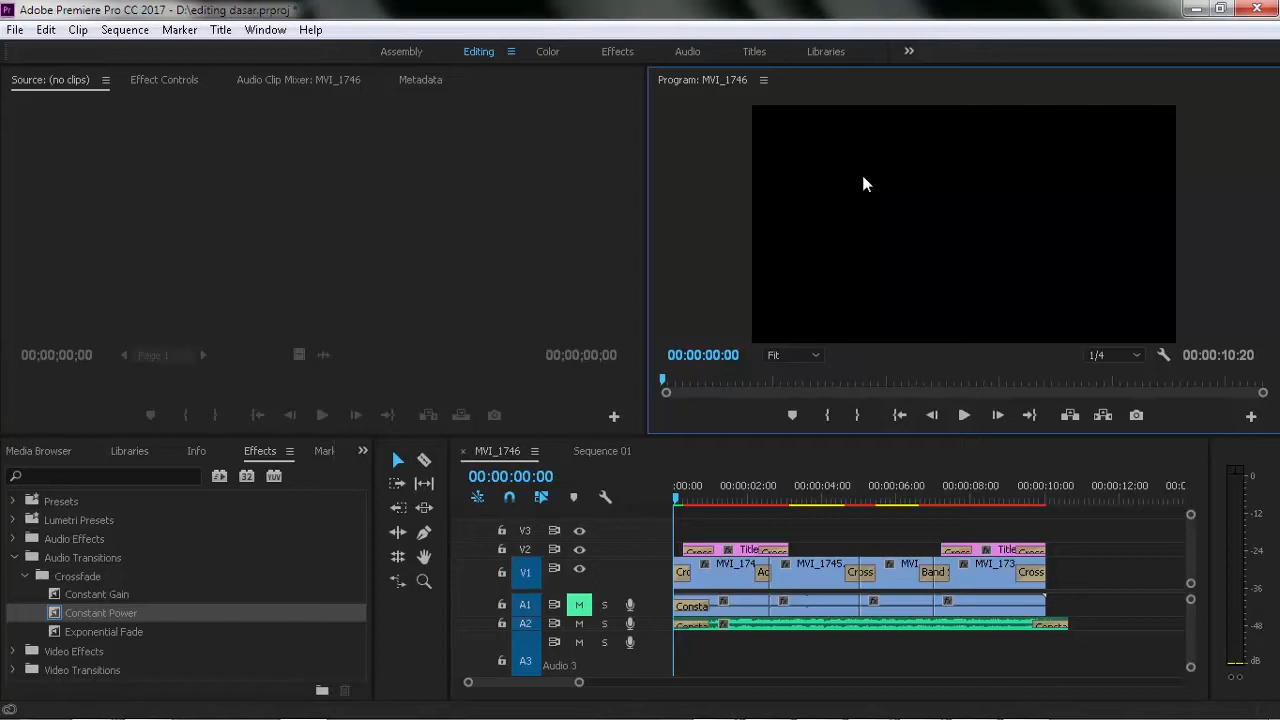 Adobe Premiere Pro CC 2017 - D:\editing dasar.prproj *
File Edit Clip Sequence Marker Title Window Help
Assembly Editing Color Effects Audio Titles Libraries
Source: (no clips) Effect Controls Audio Clip Mixer: MVI_1746 Metadata
Program: MVI_1746
00;00;00;00 Page 1 00;00;00;00
00:00:00:00 Fit 1/4 00:00:10:20
Media Browser Libraries Info Effects Mark
MVI_1746 Sequence 01
00:00:00:00
:00:00 00:00:02:00 00:00:04:00 00:00:06:00 00:00:08:00 00:00:10:00 00:00:12:00 00:0
Presets
Lumetri Presets
Audio Effects
Audio Transitions
Crossfade
Constant Gain
Constant Power
Exponential Fade
Video Effects
Video Transitions
V3
V2 Cross Title Cross Cross Title Cross
V1 Cro MVI_174 Ad MVI_1745. Cross MVI Band MVI_173 Cross
A1 M S Consta
A2 M S Consta Consta
A3 M S Audio 3
0
-12
-24
-36
-48
dB